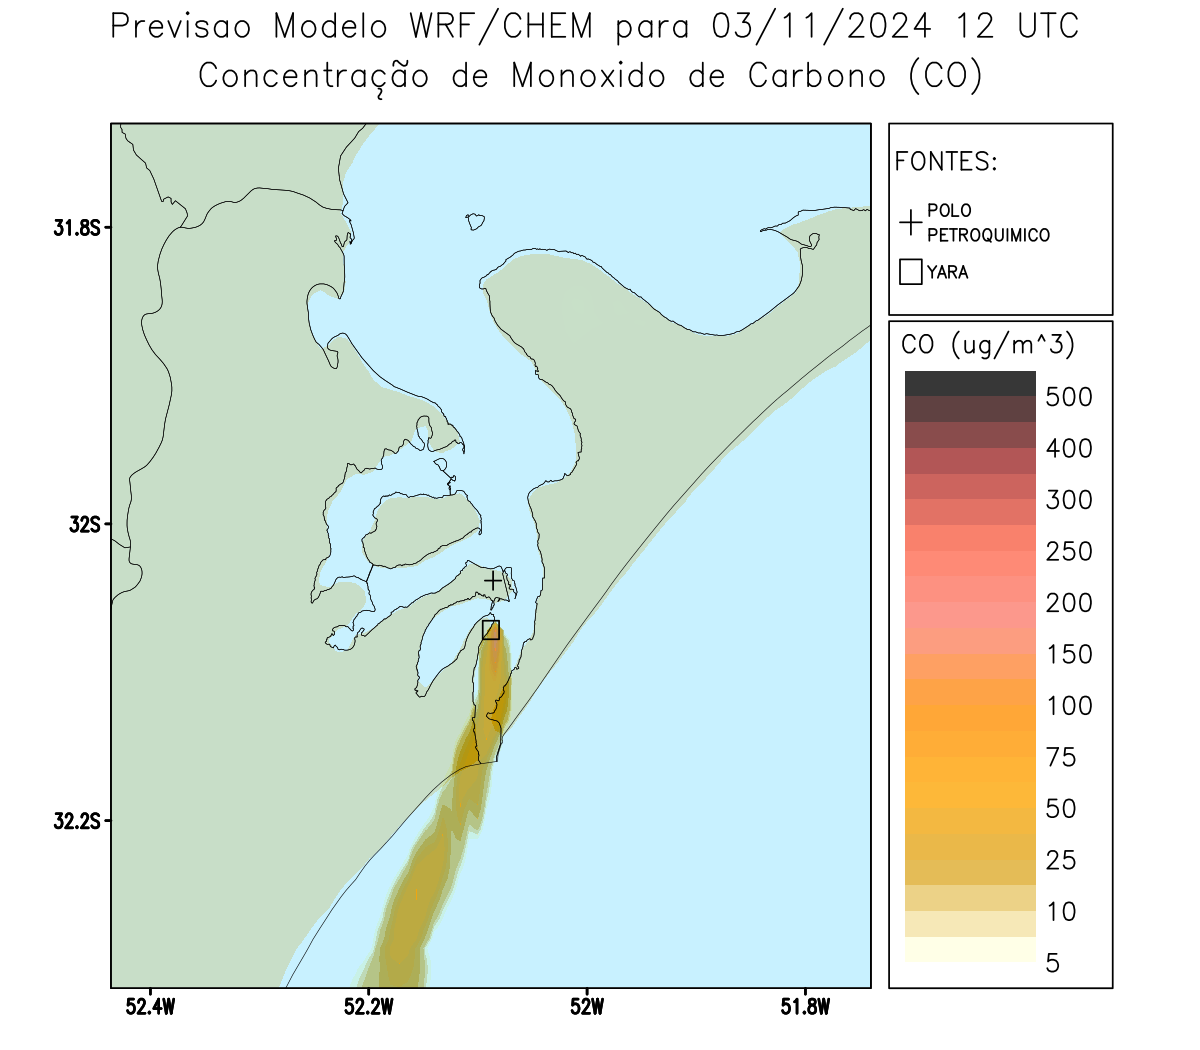 Previsao Modelo WRF/CHEM para 03/11/2024 12 UTC
Concentração de Monoxido de Carbono (CO)
FONTES:
POLO
PETROQUIMICO
YARA
CO (ug/m^3)
500
400
300
250
200
150
100
75
50
25
10
5
31.8S
32S
32.2S
52.4W
52.2W
52W
51.8W